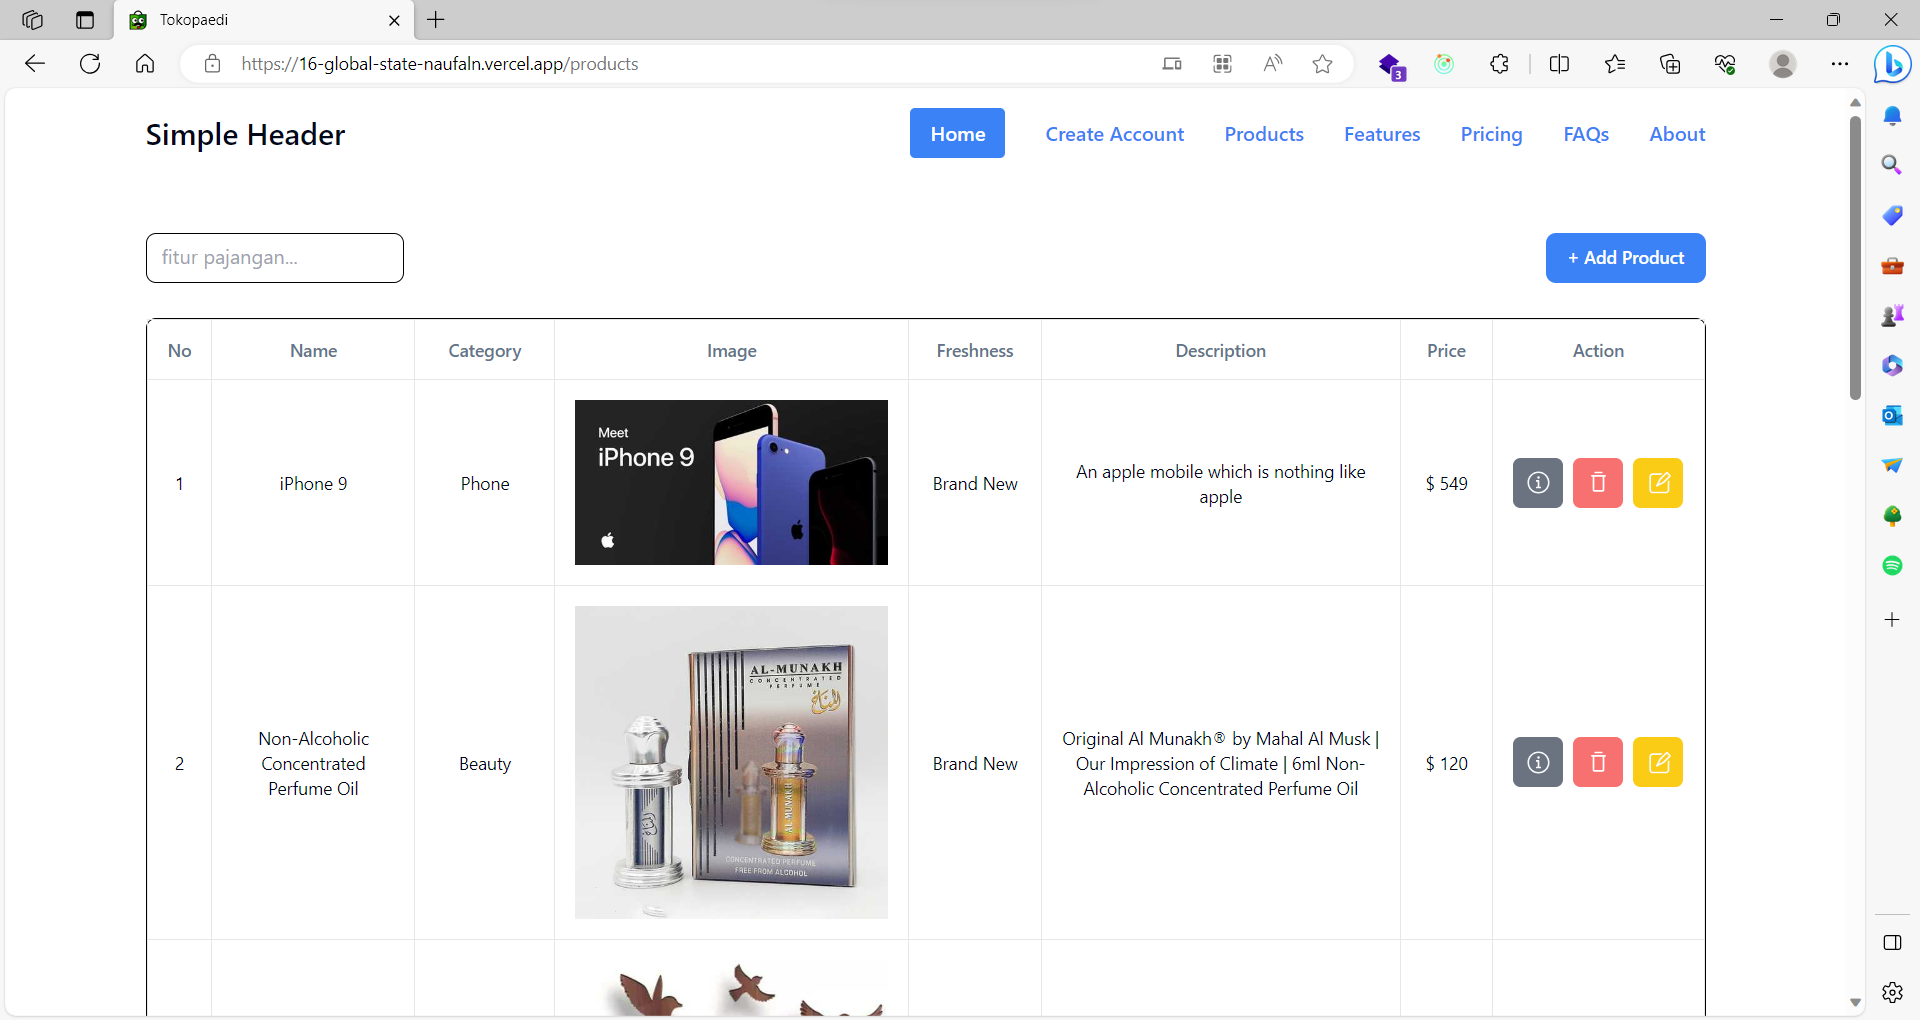 Tokopaedi
https://16-global-state-naufaln.vercel.app/products
3
Simple Header
Home
Create Account
Products
Features
Pricing
FAQs
About
fitur pajangan...
+ Add Product
No
Name
Category
Image
Freshness
Description
Price
Action
1
iPhone 9
Phone
Meet
iPhone 9
Brand New
An apple mobile which is nothing like
apple
$ 549
2
Non-Alcoholic
Concentrated
Perfume Oil
Beauty
AL-MUNAKH
CONCENTRATED
PERFUME
المناخ
AL-MUNAKH
CONCENTRATED PERFUME
FREE FROM ALCOHOL
Brand New
Original Al Munakh® by Mahal Al Musk |
Our Impression of Climate | 6ml Non-
Alcoholic Concentrated Perfume Oil
$ 120